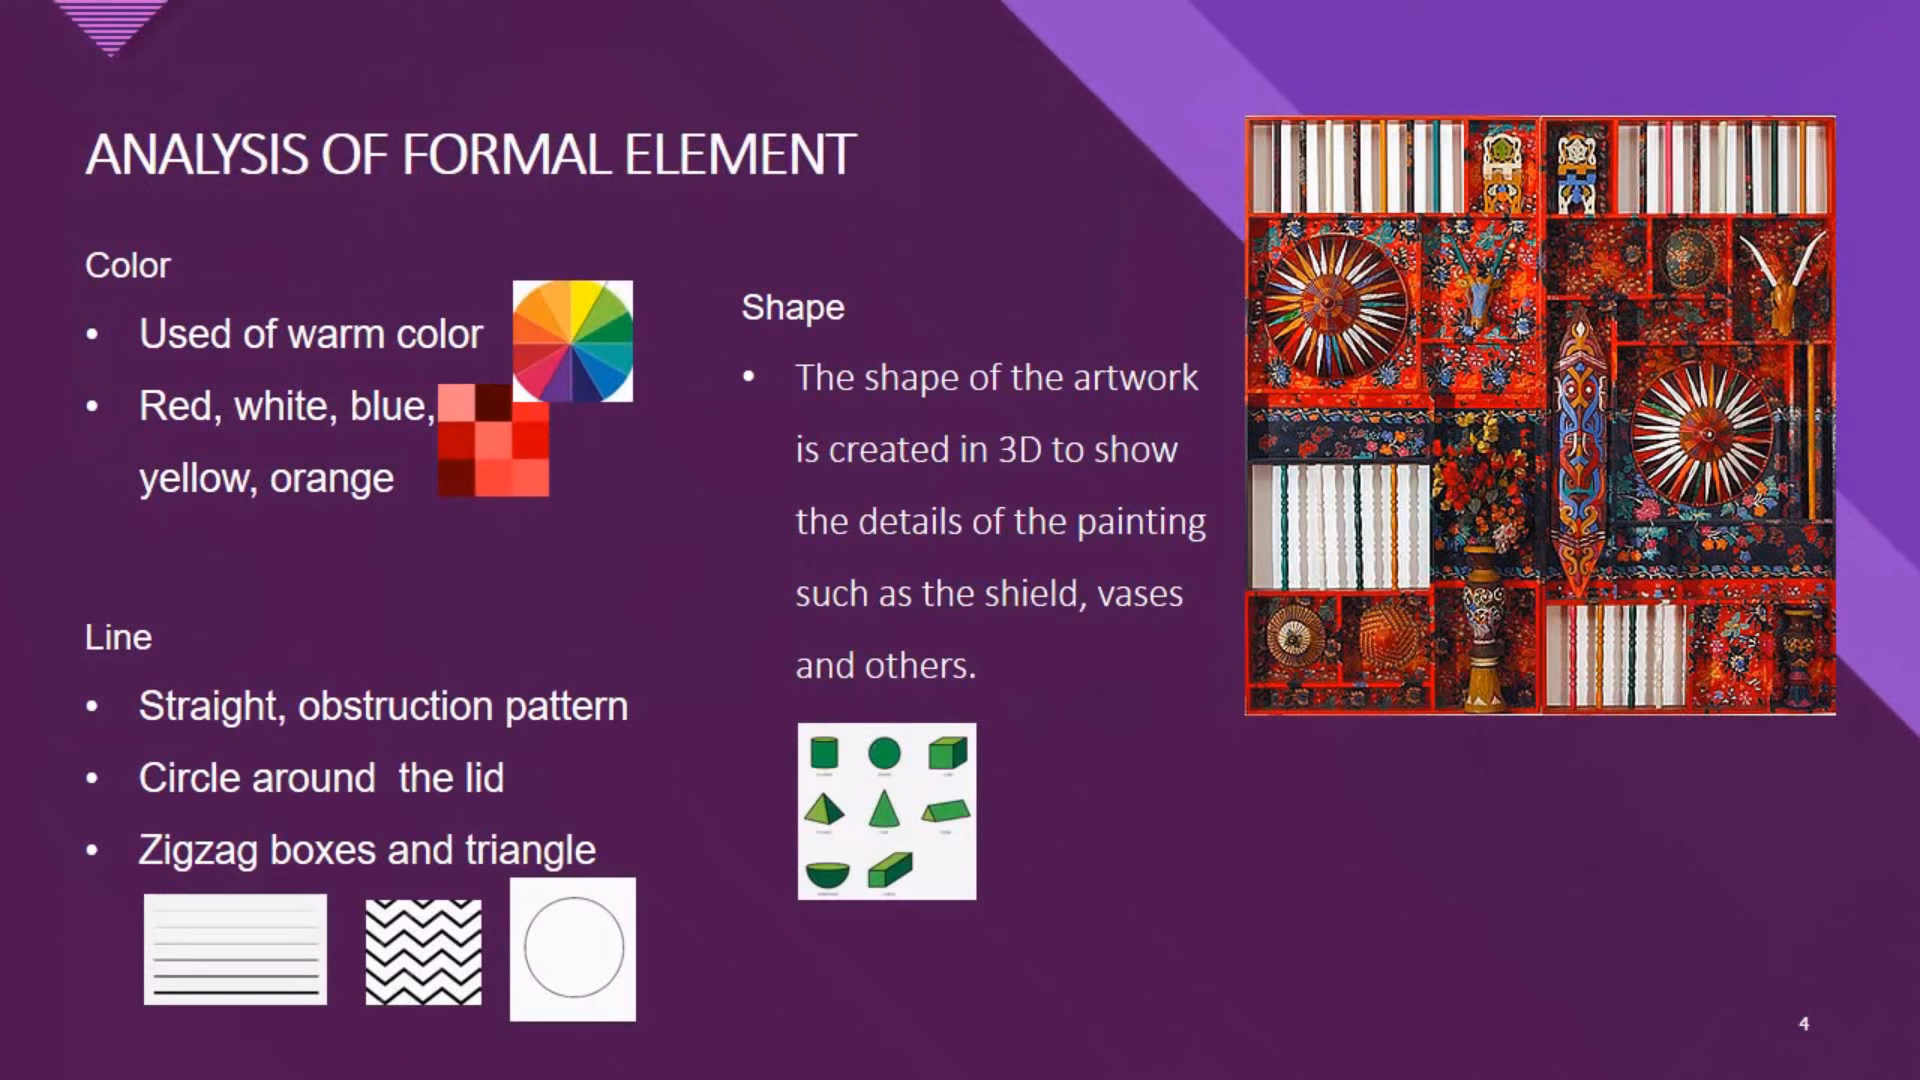 ANALYSIS OF FORMAL ELEMENT
Color
• Used of warm color
• Red, white, blue,
yellow, orange
Line
• Straight, obstruction pattern
• Circle around the lid
• Zigzag boxes and triangle
Shape
• The shape of the artwork
is created in 3D to show
the details of the painting
such as the shield, vases
and others.
4